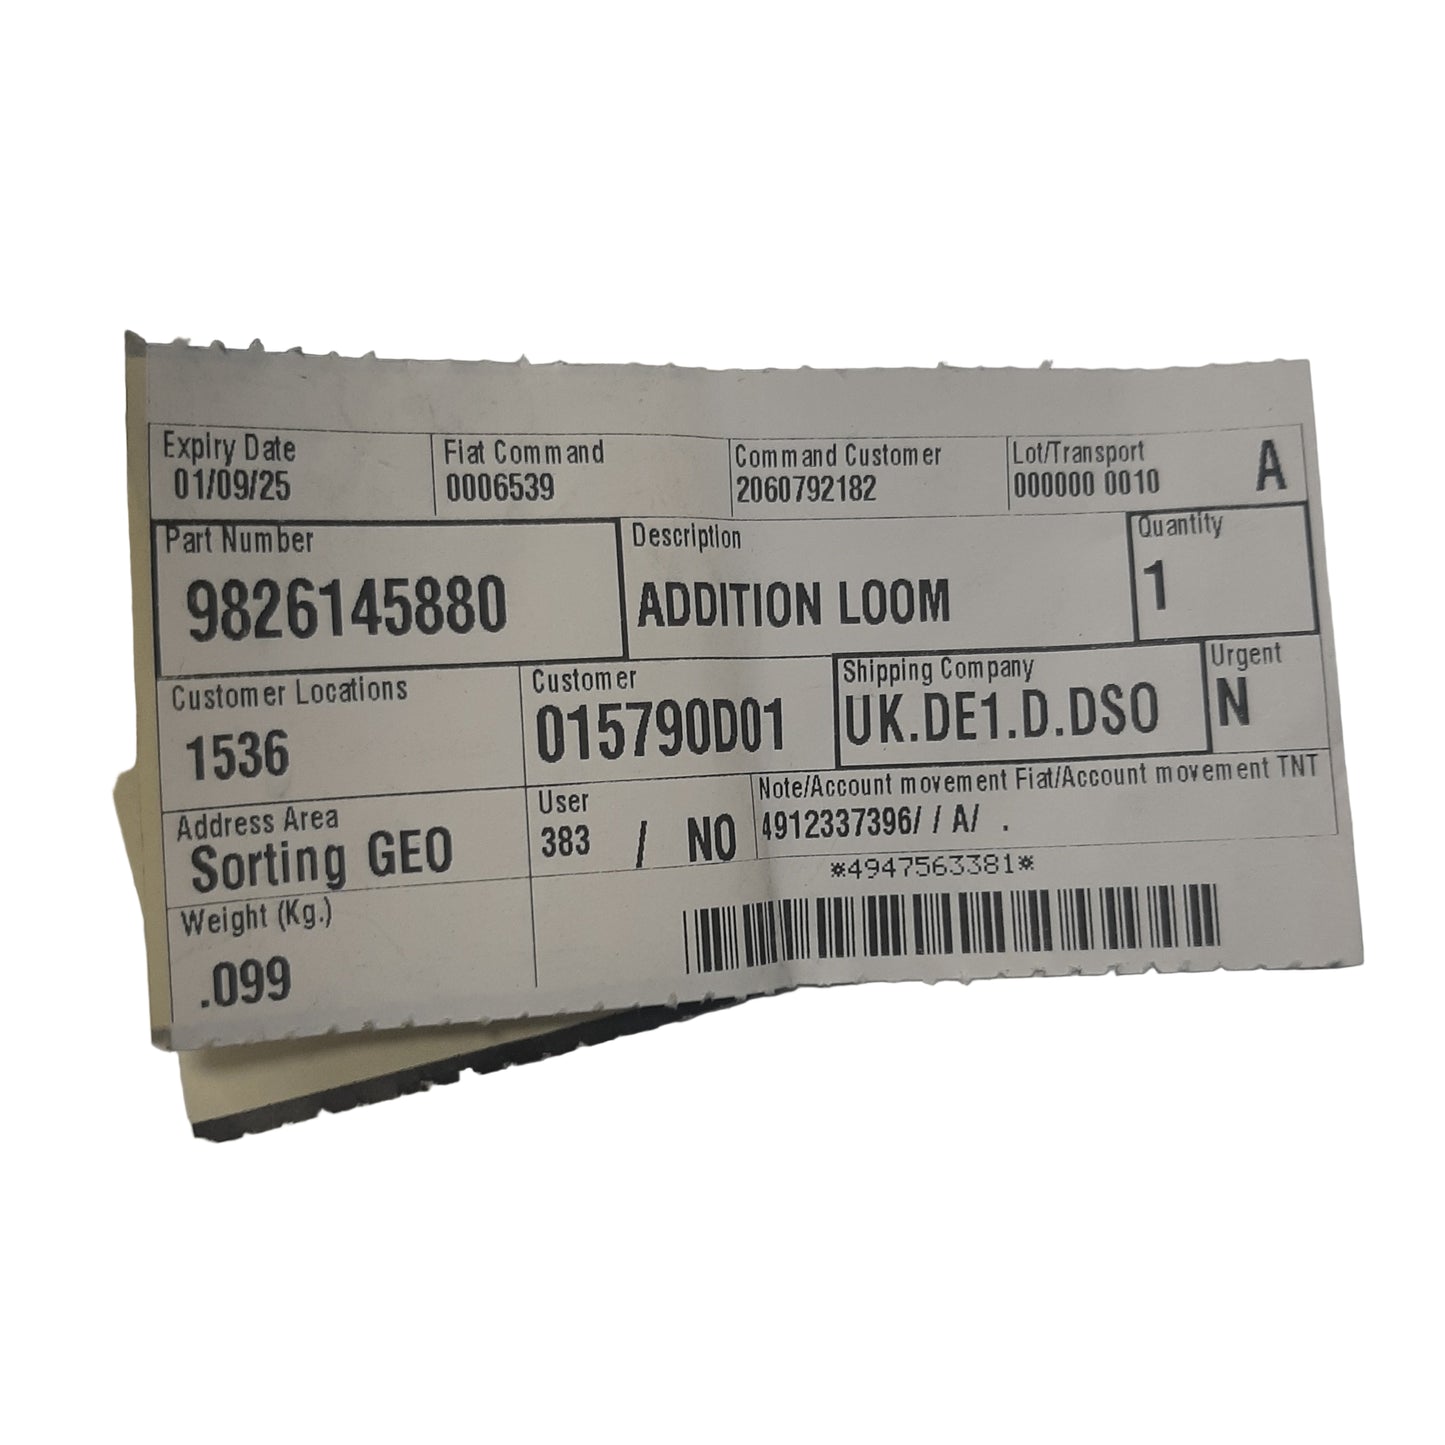 Expiry Date Fiat Command Command Customer Lot/Transport A
01/09/25 0006539 2060792182 000000 0010
Part Number Description Quantity
9826145880 ADDITION LOOM 1
Customer Locations Customer Shipping Company Urgent
1536 015790D01 UK.DE1.D.DSO N
Address Area User Note/Account movement Fiat/Account movement TNT
Sorting GEO 383 / NO 4912337396/ / A/ .
*4947563381*
Weight (Kg.)
.099